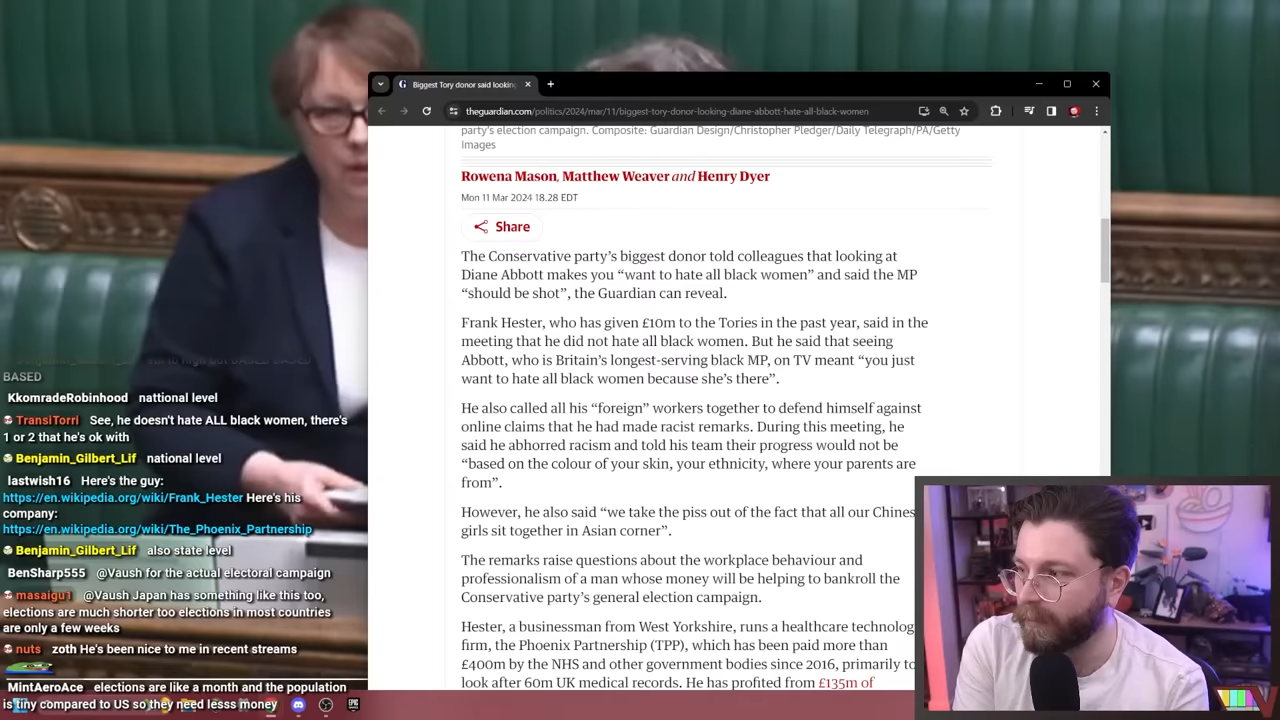 Biggest Tory donor said looking
theguardian.com/politics/2024/mar/11/biggest-tory-donor-looking-diane-abbott-hate-all-black-women
party's election campaign. Composite: Guardian Design/Christopher Pledger/Daily Telegraph/PA/Getty
Images
Rowena Mason, Matthew Weaver and Henry Dyer
Mon 11 Mar 2024 18.28 EDT
Share
The Conservative party’s biggest donor told colleagues that looking at
Diane Abbott makes you “want to hate all black women” and said the MP
“should be shot”, the Guardian can reveal.
Frank Hester, who has given £10m to the Tories in the past year, said in the
meeting that he did not hate all black women. But he said that seeing
Abbott, who is Britain’s longest-serving black MP, on TV meant “you just
want to hate all black women because she’s there”.
He also called all his “foreign” workers together to defend himself against
online claims that he had made racist remarks. During this meeting, he
said he abhorred racism and told his team their progress would not be
“based on the colour of your skin, your ethnicity, where your parents are
from”.
However, he also said “we take the piss out of the fact that all our Chines
girls sit together in Asian corner”.
The remarks raise questions about the workplace behaviour and
professionalism of a man whose money will be helping to bankroll the
Conservative party’s general election campaign.
Hester, a businessman from West Yorkshire, runs a healthcare technolog
firm, the Phoenix Partnership (TPP), which has been paid more than
£400m by the NHS and other government bodies since 2016, primarily to
look after 60m UK medical records. He has profited from £135m of
BASED
KkomradeRobinhood nattional level
TransiTorri See, he doesn't hate ALL black women, there's
1 or 2 that he's ok with
Benjamin_Gilbert_Lif national level
lastwish16 Here's the guy:
https://en.wikipedia.org/wiki/Frank_Hester Here's his
company:
https://en.wikipedia.org/wiki/The_Phoenix_Partnership
Benjamin_Gilbert_Lif also state level
BenSharp555 @Vaush for the actual electoral campaign
masaigu1 @Vaush Japan has something like this too,
elections are much shorter too elections in most countries
are only a few weeks
nuts zoth He's been nice to me in recent streams
MintAeroAce elections are like a month and the population
is tiny compared to US so they need lesss money